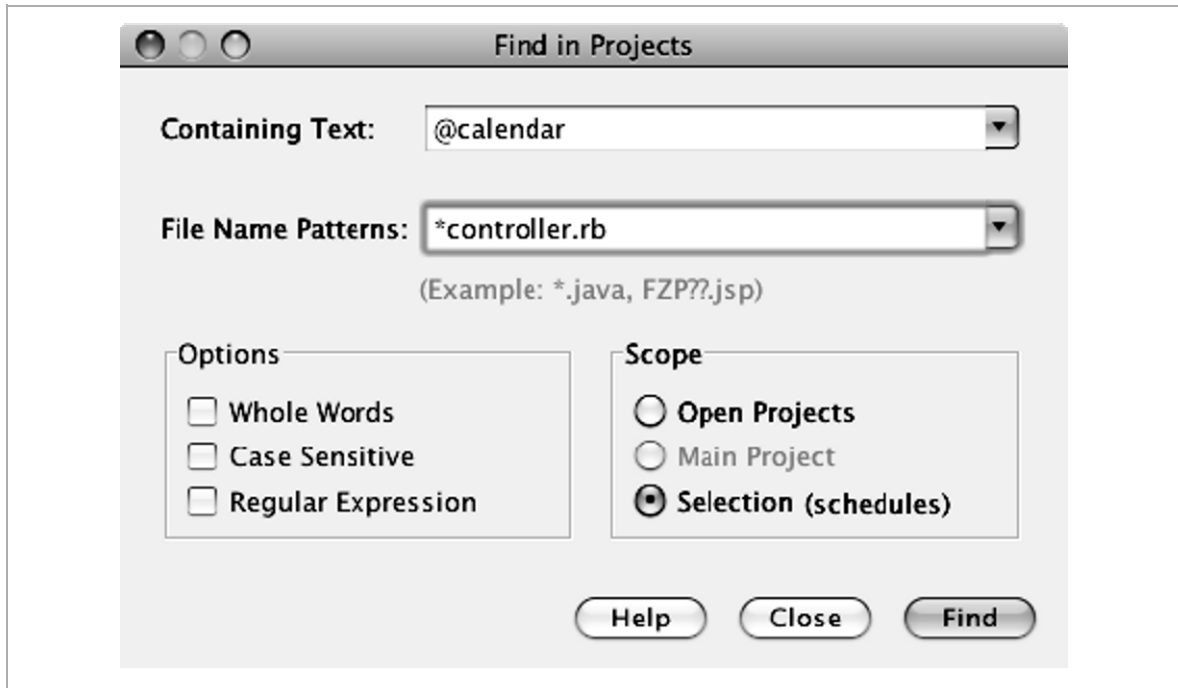 Find in Projects
Containing Text: @calendar
File Name Patterns: *controller.rb
(Example: *.java, FZP??.jsp)
Options
Whole Words
Case Sensitive
Regular Expression
Scope
Open Projects
Main Project
Selection (schedules)
Help Close Find